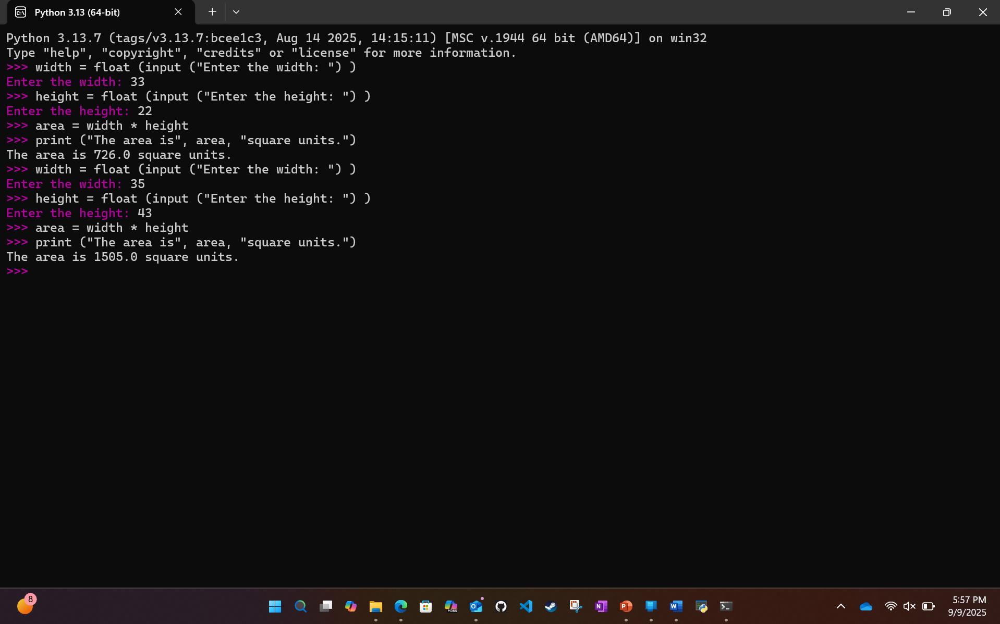 Python 3.13 (64-bit)
Python 3.13.7 (tags/v3.13.7:bcee1c3, Aug 14 2025, 14:15:11) [MSC v.1944 64 bit (AMD64)] on win32
Type "help", "copyright", "credits" or "license" for more information.
>>> width = float (input ("Enter the width: ") )
Enter the width: 33
>>> height = float (input ("Enter the height: ") )
Enter the height: 22
>>> area = width * height
>>> print ("The area is", area, "square units.")
The area is 726.0 square units.
>>> width = float (input ("Enter the width: ") )
Enter the width: 35
>>> height = float (input ("Enter the height: ") )
Enter the height: 43
>>> area = width * height
>>> print ("The area is", area, "square units.")
The area is 1505.0 square units.
>>>
8
M365
5:57 PM
9/9/2025